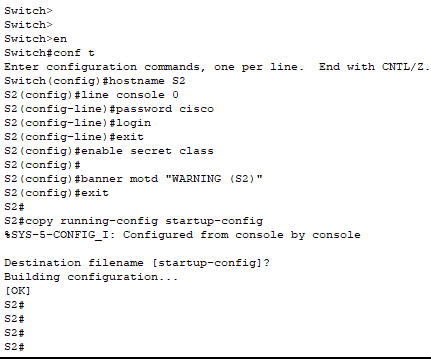 Switch>
Switch>
Switch>en
Switch#conf t
Enter configuration commands, one per line.  End with CNTL/Z.
Switch(config)#hostname S2
S2(config)#line console 0
S2(config-line)#password cisco
S2(config-line)#login
S2(config-line)#exit
S2(config)#enable secret class
S2(config)#
S2(config)#banner motd "WARNING (S2)"
S2(config)#exit
S2#
S2#copy running-config startup-config
%SYS-5-CONFIG_I: Configured from console by console

Destination filename [startup-config]?
Building configuration...
[OK]
S2#
S2#
S2#
S2#